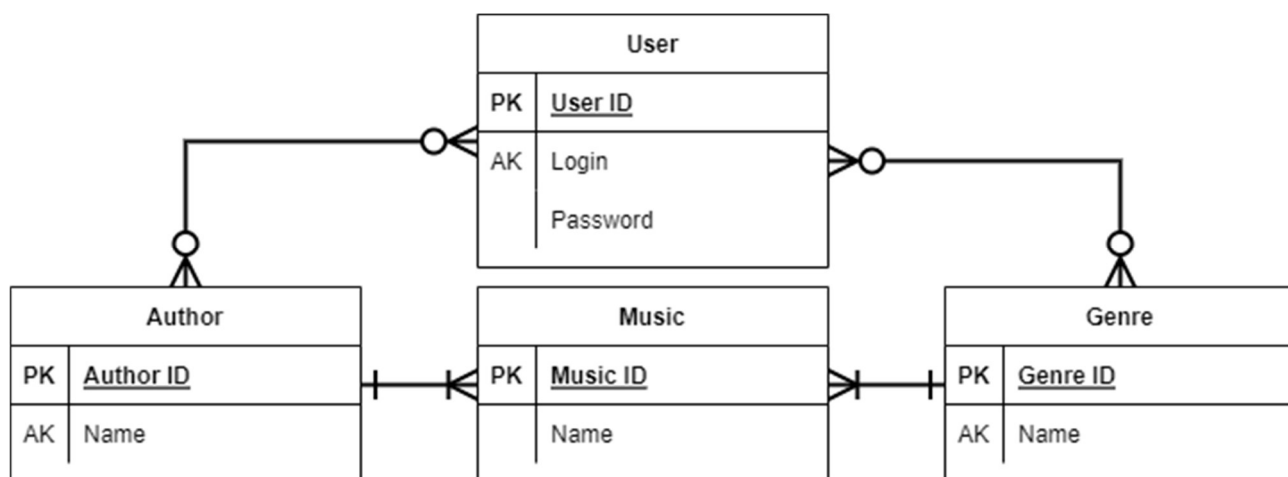 User
PK User ID
AK Login
Password
Author
PK Author ID
AK Name
Music
PK Music ID
Name
Genre
PK Genre ID
AK Name